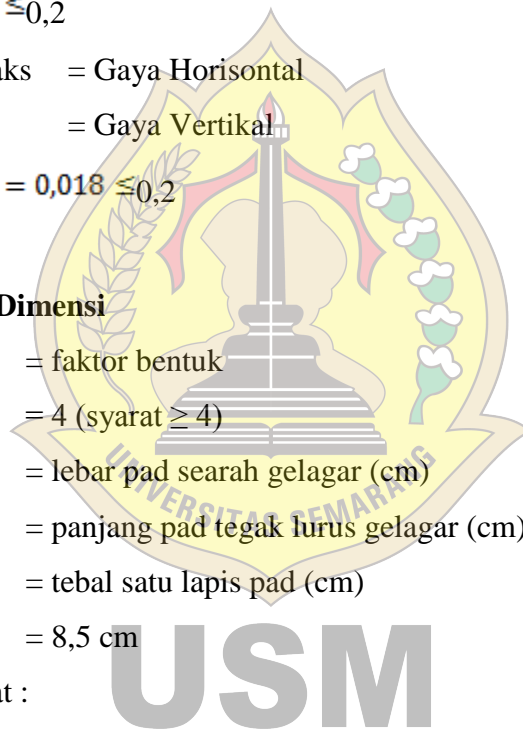 ≤0,2
aks = Gaya Horisontal
= Gaya Vertikal
= 0,018 ≤0,2
Dimensi
= faktor bentuk
= 4 (syarat ≥ 4)
= lebar pad searah gelagar (cm)
= panjang pad tegak lurus gelagar (cm)
= tebal satu lapis pad (cm)
= 8,5 cm
at :
UNIVERSITAS SEMARANG
USM